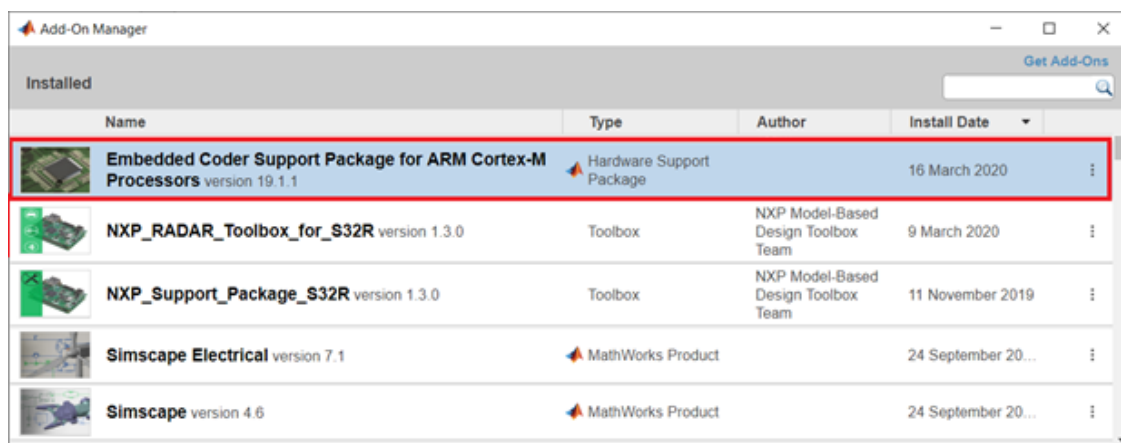 Add-On Manager
Get Add-Ons
Installed
Name Type Author Install Date
Embedded Coder Support Package for ARM Cortex-M
Processors version 19.1.1
Hardware Support
Package
16 March 2020
NXP_RADAR_Toolbox_for_S32R version 1.3.0
Toolbox
NXP Model-Based
Design Toolbox
Team
9 March 2020
NXP_Support_Package_S32R version 1.3.0
Toolbox
NXP Model-Based
Design Toolbox
Team
11 November 2019
Simscape Electrical version 7.1
MathWorks Product
24 September 20...
Simscape version 4.6
MathWorks Product
24 September 20...